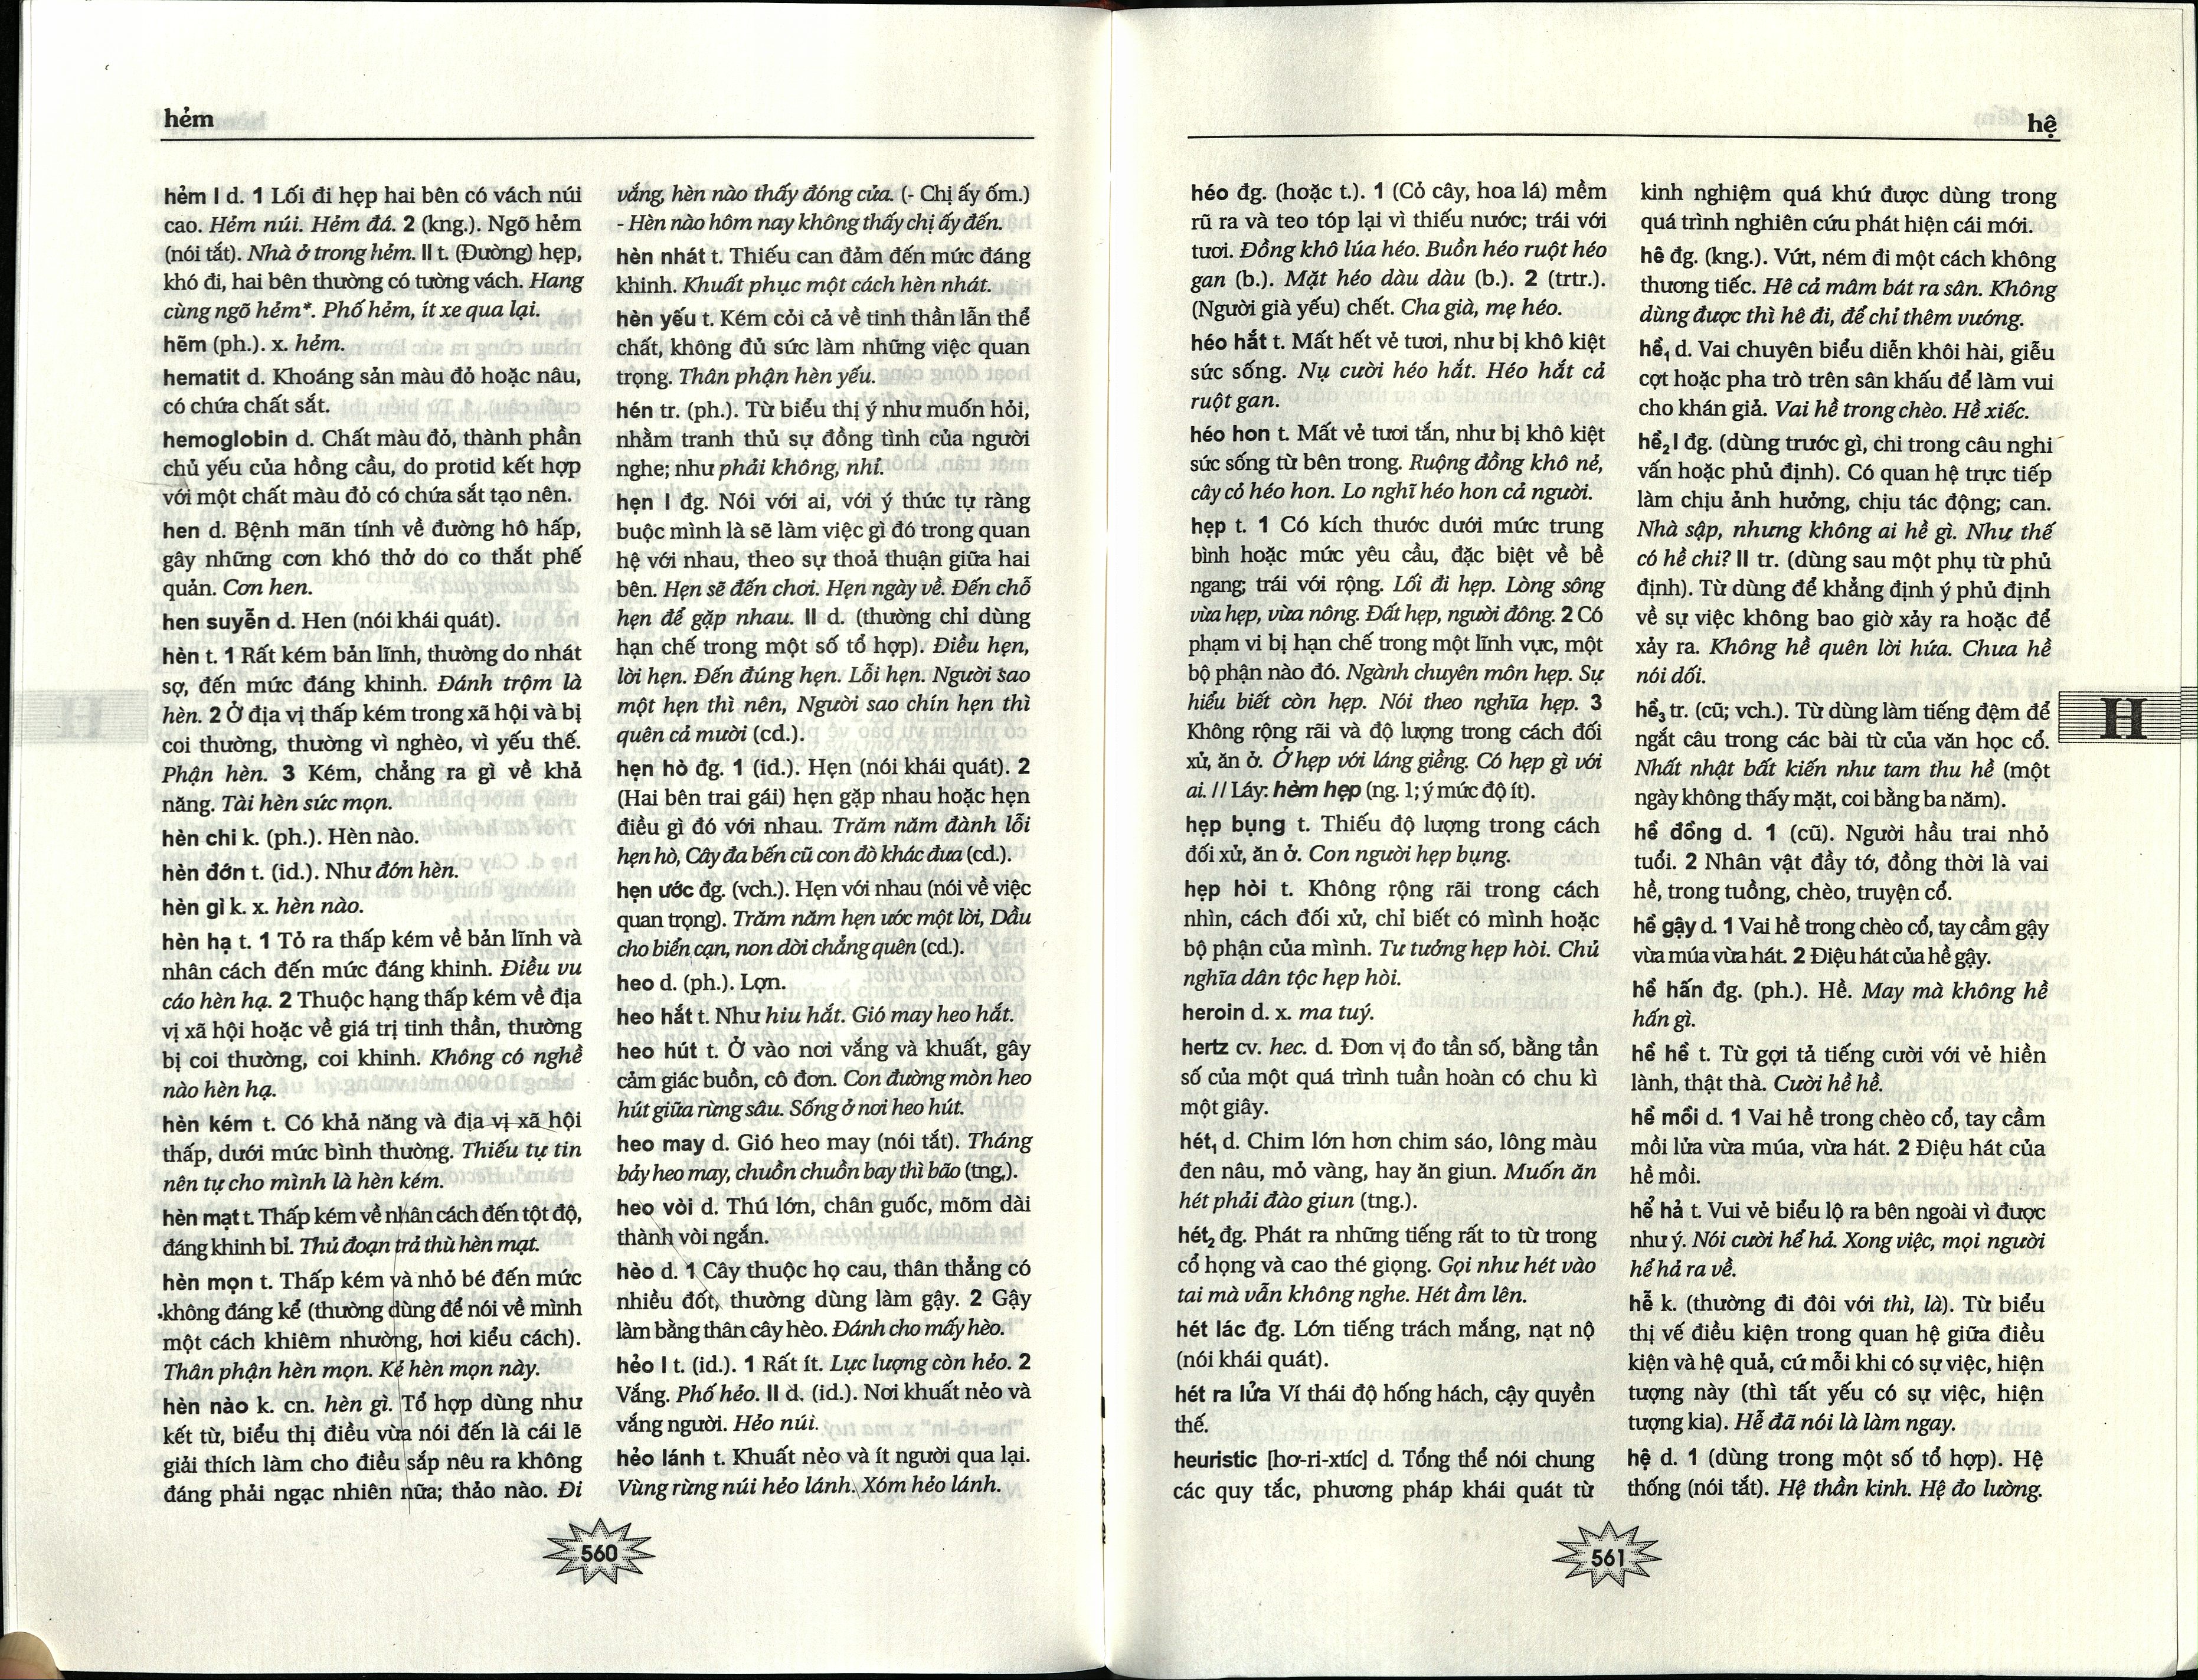 hẻm
hẻm I d. 1 Lối đi hẹp hai bên có vách núi
cao. Hẻm núi. Hẻm đá. 2 (kng.). Ngõ hẻm
(nói tắt). Nhà ở trong hẻm. II t. (Đường) hẹp,
khó đi, hai bên thường có tường vách. Hang
cùng ngõ hẻm*. Phố hẻm, ít xe qua lại.
hẽm (ph.). x. hẻm.
hematit d. Khoáng sản màu đỏ hoặc nâu,
có chứa chất sắt.
hemoglobin d. Chất màu đỏ, thành phần
chủ yếu của hồng cầu, do protid kết hợp
với một chất màu đỏ có chứa sắt tạo nên.
hen d. Bệnh mãn tính về đường hô hấp,
gây những cơn khó thở do co thắt phế
quản. Cơn hen.
hen suyễn d. Hen (nói khái quát).
hèn t. 1 Rất kém bản lĩnh, thường do nhát
sợ, đến mức đáng khinh. Đánh trộm là
hèn. 2 Ở địa vị thấp kém trong xã hội và bị
coi thường, thường vì nghèo, vì yếu thế.
Phận hèn. 3 Kém, chẳng ra gì về khả
năng. Tài hèn sức mọn.
hèn chi k. (ph.). Hèn nào.
hèn đớn t. (id.). Như đớn hèn.
hèn gì k. x. hèn nào.
hèn hạ t. 1 Tỏ ra thấp kém về bản lĩnh và
nhân cách đến mức đáng khinh. Điều vu
cáo hèn hạ. 2 Thuộc hạng thấp kém về địa
vị xã hội hoặc về giá trị tinh thần, thường
bị coi thường, coi khinh. Không có nghề
nào hèn hạ.
hèn kém t. Có khả năng và địa vị xã hội
thấp, dưới mức bình thường. Thiếu tự tin
nên tự cho mình là hèn kém.
hèn mạt t. Thấp kém về nhân cách đến tột độ,
đáng khinh bỉ. Thủ đoạn trả thù hèn mạt.
hèn mọn t. Thấp kém và nhỏ bé đến mức
không đáng kể (thường dùng để nói về mình
một cách khiêm nhường, hơi kiểu cách).
Thân phận hèn mọn. Kẻ hèn mọn này.
hèn nào k. cn. hèn gì. Tổ hợp dùng như
kết từ, biểu thị điều vừa nói đến là cái lẽ
giải thích làm cho điều sắp nêu ra không
đáng phải ngạc nhiên nữa; thảo nào. Đi
vắng, hèn nào thấy đóng cửa. (- Chị ấy ốm.)
- Hèn nào hôm nay không thấy chị ấy đến.
hèn nhát t. Thiếu can đảm đến mức đáng
khinh. Khuất phục một cách hèn nhát.
hèn yếu t. Kém cỏi cả về tinh thần lẫn thể
chất, không đủ sức làm những việc quan
trọng. Thân phận hèn yếu.
hén tr. (ph.). Từ biểu thị ý như muốn hỏi,
nhằm tranh thủ sự đồng tình của người
nghe; như phải không, nhỉ.
hẹn I đg. Nói với ai, với ý thức tự ràng
buộc mình là sẽ làm việc gì đó trong quan
hệ với nhau, theo sự thoả thuận giữa hai
bên. Hẹn sẽ đến chơi. Hẹn ngày về. Đến chỗ
hẹn để gặp nhau. II d. (thường chỉ dùng
hạn chế trong một số tổ hợp). Điều hẹn,
lời hẹn. Đến đúng hẹn. Lỗi hẹn. Người sao
một hẹn thì nên, Người sao chín hẹn thì
quên cả mười (cd.).
hẹn hò đg. 1 (id.). Hẹn (nói khái quát). 2
(Hai bên trai gái) hẹn gặp nhau hoặc hẹn
điều gì đó với nhau. Trăm năm đành lỗi
hẹn hò, Cây đa bến cũ con đò khác đưa (cd.).
hẹn ước đg. (vch.). Hẹn với nhau (nói về việc
quan trọng). Trăm năm hẹn ước một lời, Dầu
cho biển cạn, non dời chẳng quên (cd.).
heo d. (ph.). Lợn.
heo hắt t. Như hiu hắt. Gió may heo hắt.
heo hút t. Ở vào nơi vắng và khuất, gây
cảm giác buồn, cô đơn. Con đường mòn heo
hút giữa rừng sâu. Sống ở nơi heo hút.
heo may d. Gió heo may (nói tắt). Tháng
bảy heo may, chuồn chuồn bay thì bão (tng.).
heo vòi d. Thú lớn, chân guốc, mõm dài
thành vòi ngắn.
hèo d. 1 Cây thuộc họ cau, thân thẳng có
nhiều đốt, thường dùng làm gậy. 2 Gậy
làm bằng thân cây hèo. Đánh cho mấy hèo.
hẻo I t. (id.). 1 Rất ít. Lực lượng còn hẻo. 2
Vắng. Phố hẻo. II d. (id.). Nơi khuất nẻo và
vắng người. Hẻo núi.
hẻo lánh t. Khuất nẻo và ít người qua lại.
Vùng rừng núi hẻo lánh. Xóm hẻo lánh.
560
hệ
héo đg. (hoặc t.). 1 (Cỏ cây, hoa lá) mềm
rũ ra và teo tóp lại vì thiếu nước; trái với
tươi. Đồng khô lúa héo. Buồn héo ruột héo
gan (b.). Mặt héo dàu dàu (b.). 2 (trtr.).
(Người già yếu) chết. Cha già, mẹ héo.
héo hắt t. Mất hết vẻ tươi, như bị khô kiệt
sức sống. Nụ cười héo hắt. Héo hắt cả
ruột gan.
héo hon t. Mất vẻ tươi tắn, như bị khô kiệt
sức sống từ bên trong. Ruộng đồng khô nẻ,
cây cỏ héo hon. Lo nghĩ héo hon cả người.
hẹp t. 1 Có kích thước dưới mức trung
bình hoặc mức yêu cầu, đặc biệt về bề
ngang; trái với rộng. Lối đi hẹp. Lòng sông
vừa hẹp, vừa nông. Đất hẹp, người đông. 2 Có
phạm vi bị hạn chế trong một lĩnh vực, một
bộ phận nào đó. Ngành chuyên môn hẹp. Sự
hiểu biết còn hẹp. Nói theo nghĩa hẹp. 3
Không rộng rãi và độ lượng trong cách đối
xử, ăn ở. Ở hẹp với láng giềng. Có hẹp gì với
ai. // Láy: hèm hẹp (ng. 1; ý mức độ ít).
hẹp bụng t. Thiếu độ lượng trong cách
đối xử, ăn ở. Con người hẹp bụng.
hẹp hòi t. Không rộng rãi trong cách
nhìn, cách đối xử, chỉ biết có mình hoặc
bộ phận của mình. Tư tưởng hẹp hòi. Chủ
nghĩa dân tộc hẹp hòi.
heroin d. x. ma tuý.
hertz cv. hec. d. Đơn vị đo tần số, bằng tần
số của một quá trình tuần hoàn có chu kì
một giây.
hét₁ d. Chim lớn hơn chim sáo, lông màu
đen nâu, mỏ vàng, hay ăn giun. Muốn ăn
hét phải đào giun (tng.).
hét₂ đg. Phát ra những tiếng rất to từ trong
cổ họng và cao thé giọng. Gọi như hét vào
tai mà vẫn không nghe. Hét ầm lên.
hét lác đg. Lớn tiếng trách mắng, nạt nộ
(nói khái quát).
hét ra lửa Ví thái độ hống hách, cậy quyền
thế.
heuristic [hơ-ri-xtíc] d. Tổng thể nói chung
các quy tắc, phương pháp khái quát từ
kinh nghiệm quá khứ được dùng trong
quá trình nghiên cứu phát hiện cái mới.
hê đg. (kng.). Vứt, ném đi một cách không
thương tiếc. Hê cả mâm bát ra sân. Không
dùng được thì hê đi, để chỉ thêm vướng.
hề₁ d. Vai chuyên biểu diễn khôi hài, giễu
cợt hoặc pha trò trên sân khấu để làm vui
cho khán giả. Vai hề trong chèo. Hề xiếc.
hề₂ I đg. (dùng trước gì, chi trong câu nghi
vấn hoặc phủ định). Có quan hệ trực tiếp
làm chịu ảnh hưởng, chịu tác động; can.
Nhà sập, nhưng không ai hề gì. Như thế
có hề chi? II tr. (dùng sau một phụ từ phủ
định). Từ dùng để khẳng định ý phủ định
về sự việc không bao giờ xảy ra hoặc để
xảy ra. Không hề quên lời hứa. Chưa hề
nói dối.
hề₃ tr. (cũ; vch.). Từ dùng làm tiếng đệm để
ngắt câu trong các bài từ của văn học cổ.
Nhất nhật bất kiến như tam thu hề (một
ngày không thấy mặt, coi bằng ba năm).
hề đồng d. 1 (cũ). Người hầu trai nhỏ
tuổi. 2 Nhân vật đầy tớ, đồng thời là vai
hề, trong tuồng, chèo, truyện cổ.
hề gậy d. 1 Vai hề trong chèo cổ, tay cầm gậy
vừa múa vừa hát. 2 Điệu hát của hề gậy.
hề hấn đg. (ph.). Hề. May mà không hề
hấn gì.
hề hề t. Từ gợi tả tiếng cười với vẻ hiền
lành, thật thà. Cười hề hề.
hề mồi d. 1 Vai hề trong chèo cổ, tay cầm
mồi lửa vừa múa, vừa hát. 2 Điệu hát của
hề mồi.
hể hả t. Vui vẻ biểu lộ ra bên ngoài vì được
như ý. Nói cười hể hả. Xong việc, mọi người
hể hả ra về.
hễ k. (thường đi đôi với thì, là). Từ biểu
thị vế điều kiện trong quan hệ giữa điều
kiện và hệ quả, cứ mỗi khi có sự việc, hiện
tượng này (thì tất yếu có sự việc, hiện
tượng kia). Hễ đã nói là làm ngay.
hệ d. 1 (dùng trong một số tổ hợp). Hệ
thống (nói tắt). Hệ thần kinh. Hệ đo lường.
H
561